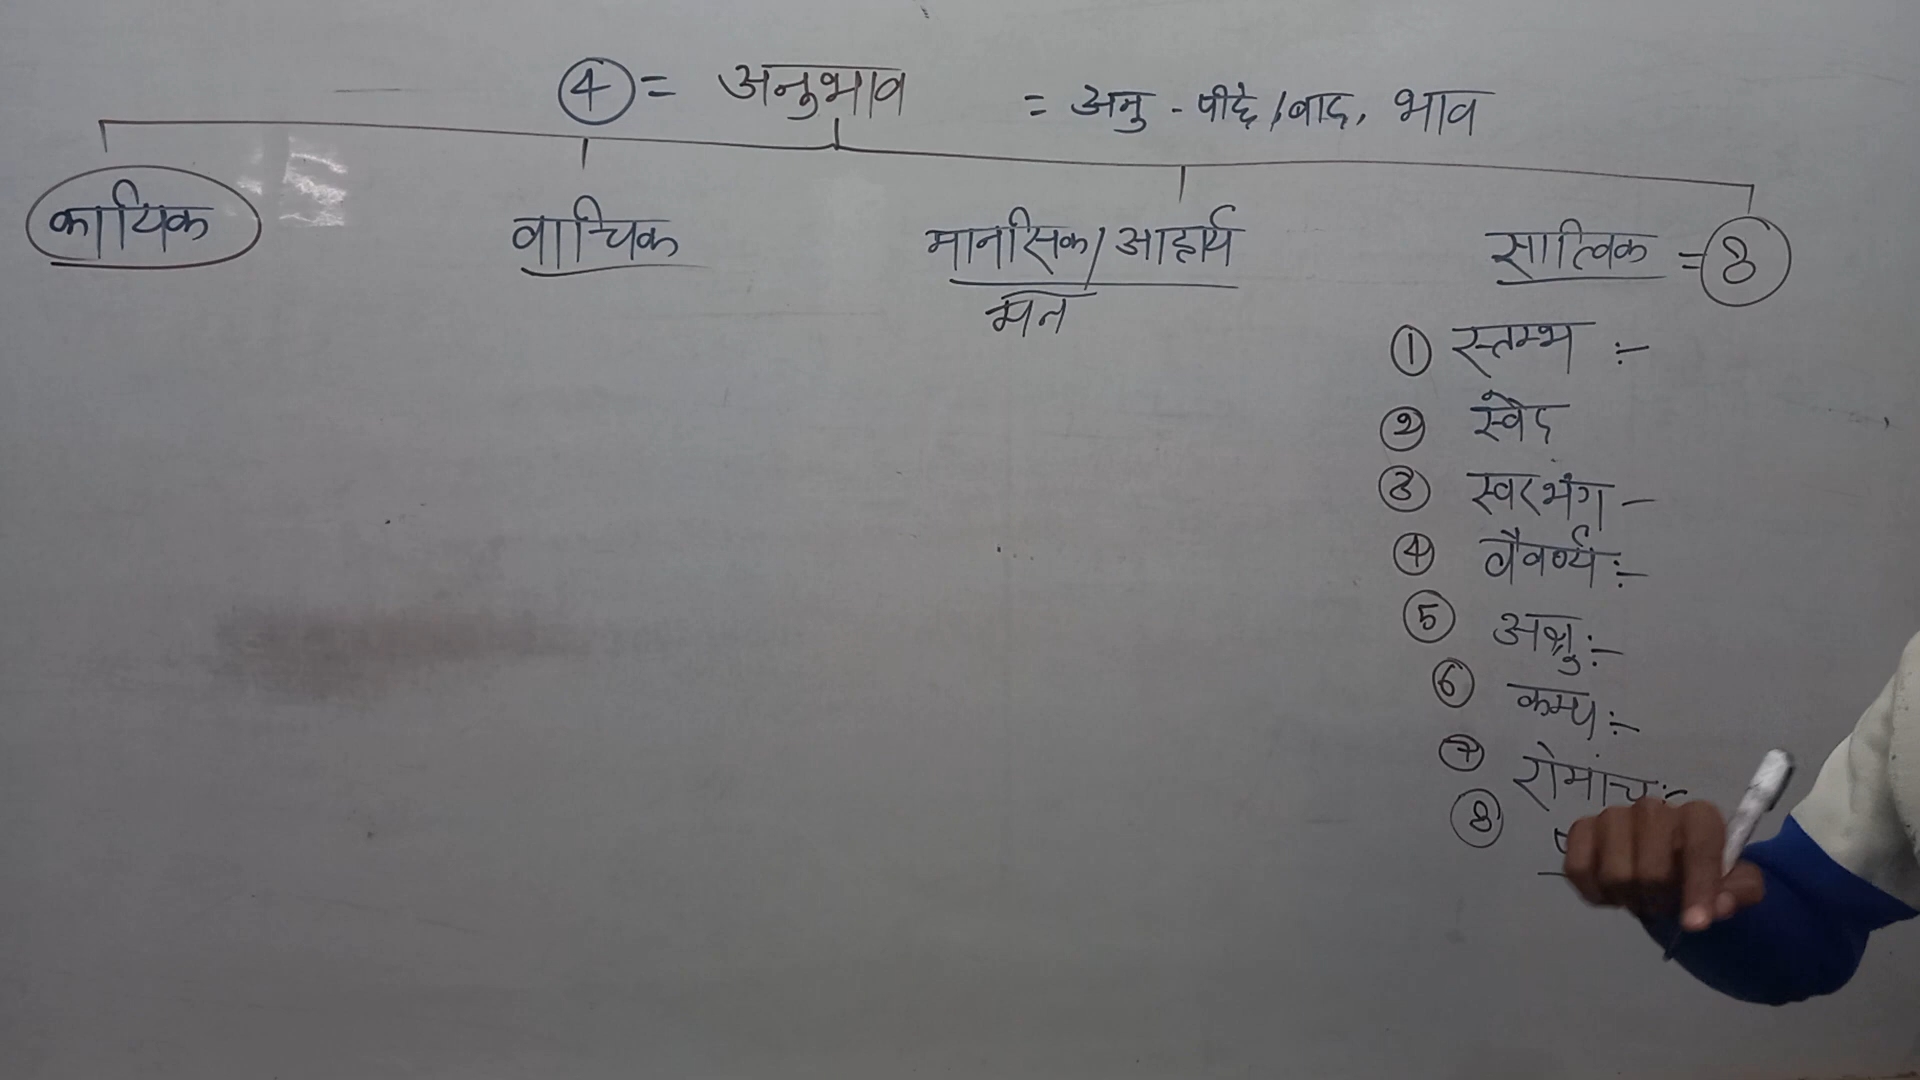 ④ = अनुभाव = अनु - पीछे / बाद, भाव
कायिक वाचिक मानसिक / आहार्य सात्विक = 8
मन
① स्तम्भ :-
② स्वेद
③ स्वरभंग -
④ वैवर्ण्य :-
⑤ अश्रु :-
⑥ कम्प :-
⑦ रोमांच :-
⑧